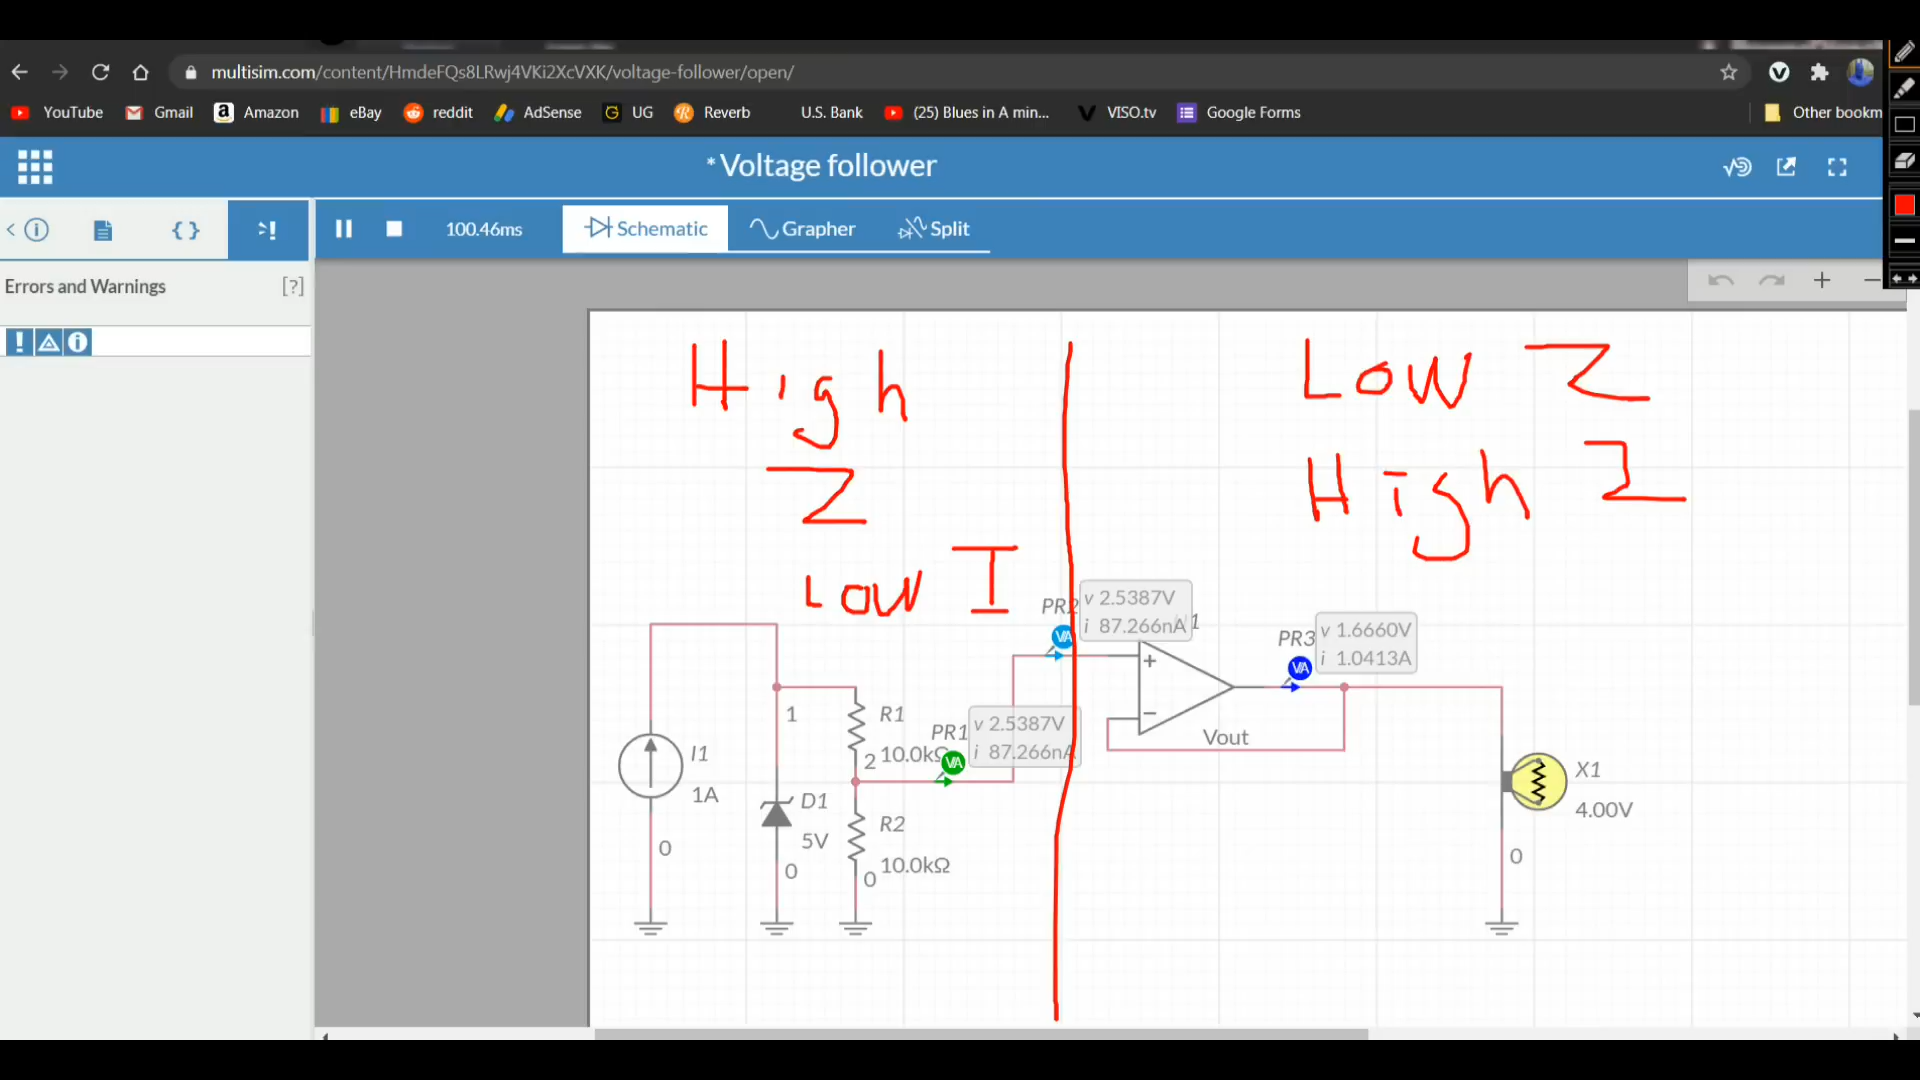 multisim.com/content/HmdeFQs8LRwj4VKi2XcVXK/voltage-follower/open/
YouTube Gmail Amazon eBay reddit AdSense UG Reverb U.S. Bank (25) Blues in A min... VISO.tv Google Forms Other bookm
*Voltage follower
100.46ms Schematic Grapher Split
Errors and Warnings [?]
High
Z
Low I
Low Z
High Z
PR2
v 2.5387V
i 87.266nA
1
PR3
v 1.6660V
i 1.0413A
+
−
Vout
PR1
v 2.5387V
i 87.266nA
1
R1
10.0kΩ
2
I1
1A
0
D1
5V
0
R2
10.0kΩ
0
X1
4.00V
0